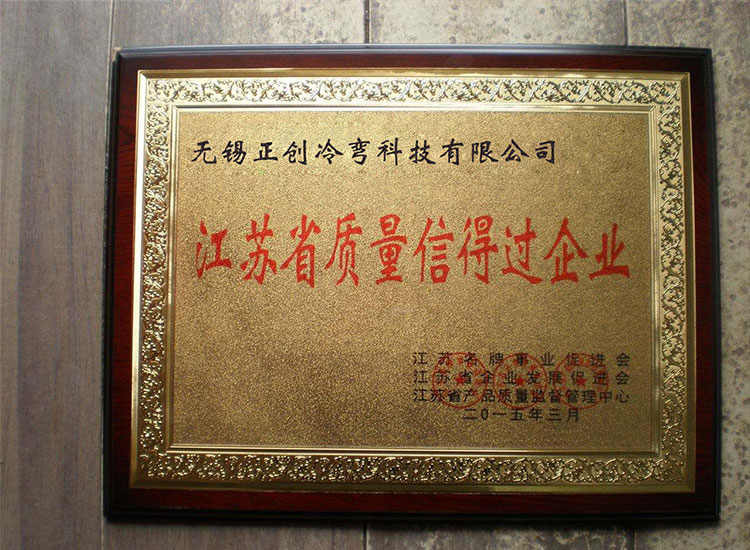 无锡正创冷弯科技有限公司
江苏省质量信得过企业
江苏名牌事业促进会
江苏省企业发展促进会
江苏省产品质量监督管理中心
二0一五年三月